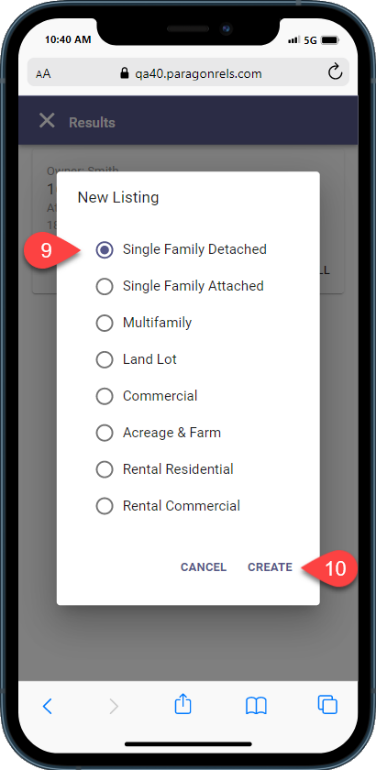 10:40 AM 5G
AA qa40.paragonrels.com
Results
Owner: Smith
New Listing
9
Single Family Detached
Single Family Attached
Multifamily
Land Lot
Commercial
Acreage & Farm
Rental Residential
Rental Commercial
CANCEL CREATE
10